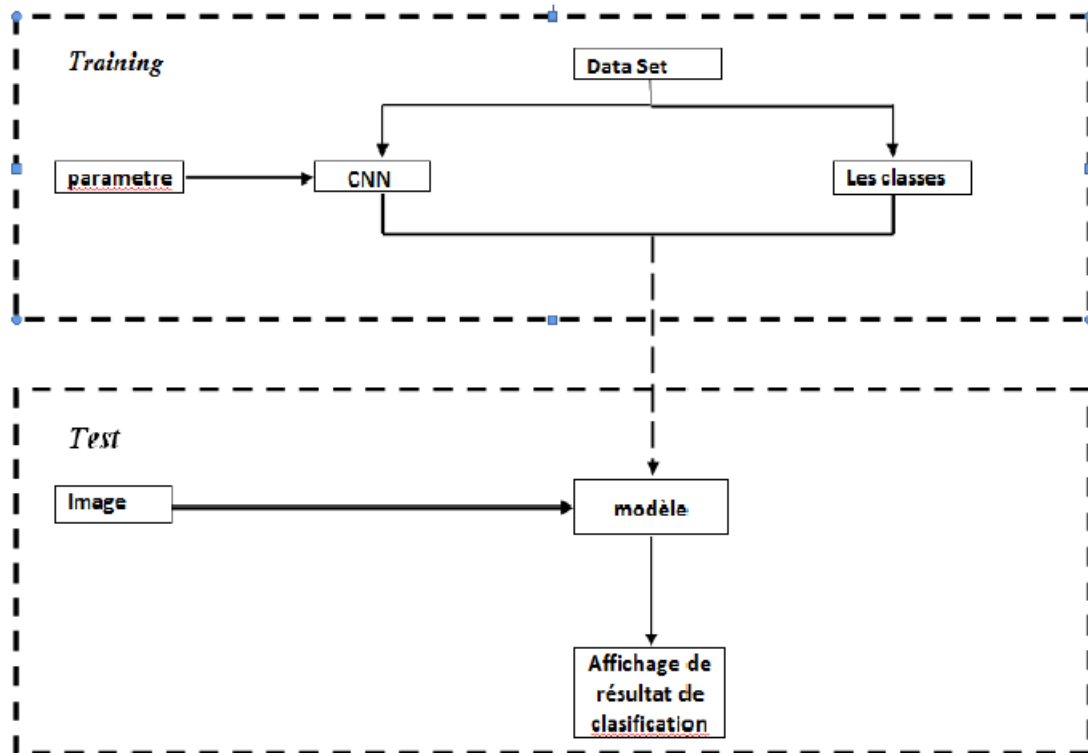 Training
Data Set
parametre
CNN
Les classes
Test
Image
modèle
Affichage de
résultat de
clasification